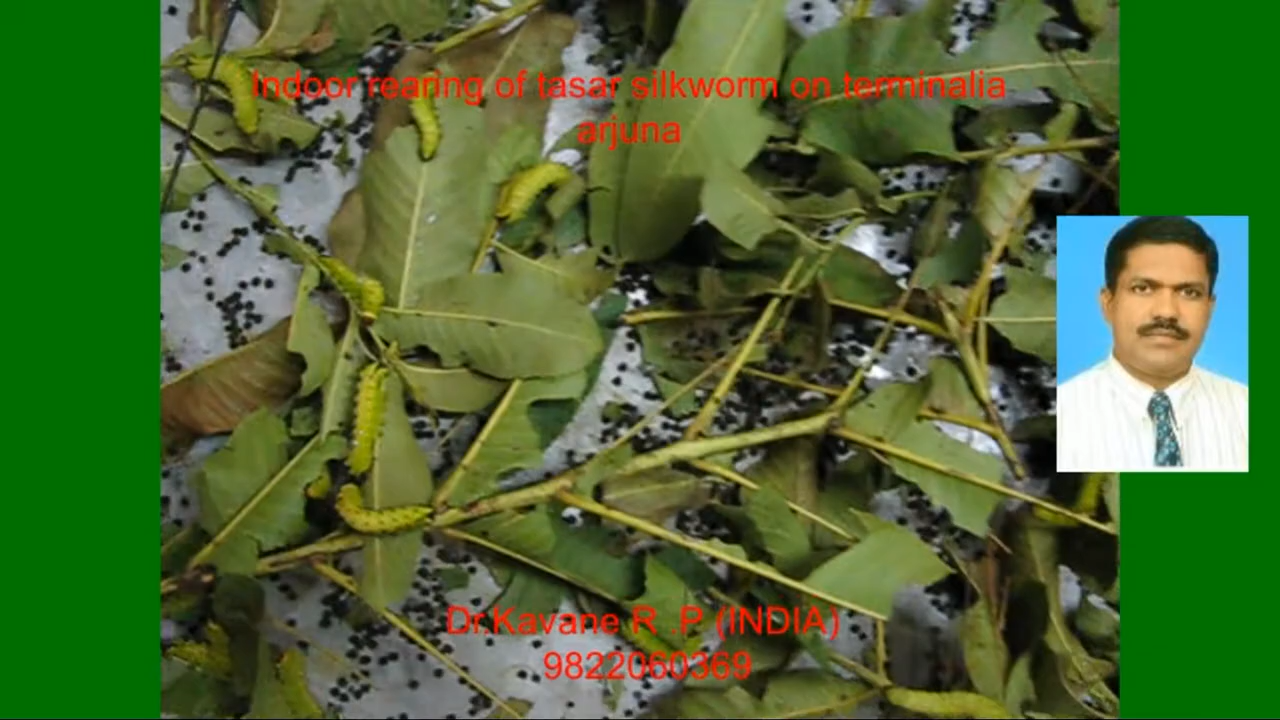 Indoor rearing of tasar silkworm on terminalia
arjuna
Dr.Kavane R .P (INDIA)
9822060369